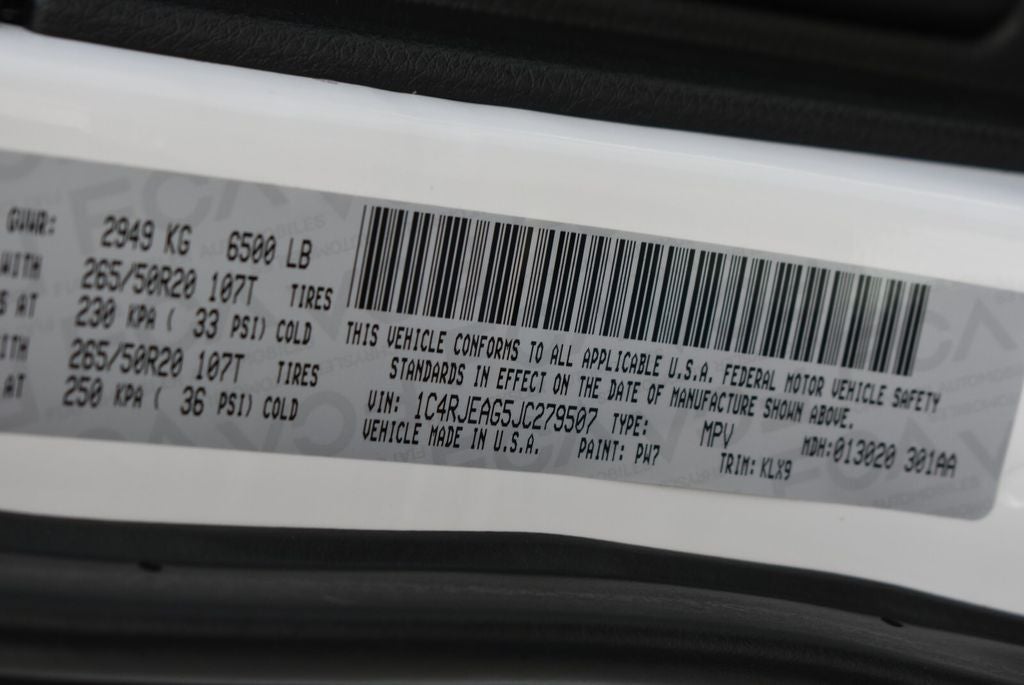 GVWR: 2949 KG 6500 LB
WITH 265/50R20 107T TIRES
AT 230 KPA ( 33 PSI) COLD
265/50R20 107T TIRES
AT 250 KPA ( 36 PSI) COLD
THIS VEHICLE CONFORMS TO ALL APPLICABLE U.S.A. FEDERAL MOTOR VEHICLE SAFETY
STANDARDS IN EFFECT ON THE DATE OF MANUFACTURE SHOWN ABOVE.
VIN: 1C4RJEAG5JC279507 TYPE: MPV MDH:013020 301AA
VEHICLE MADE IN U.S.A. PAINT: PW7 TRIM: KLX9